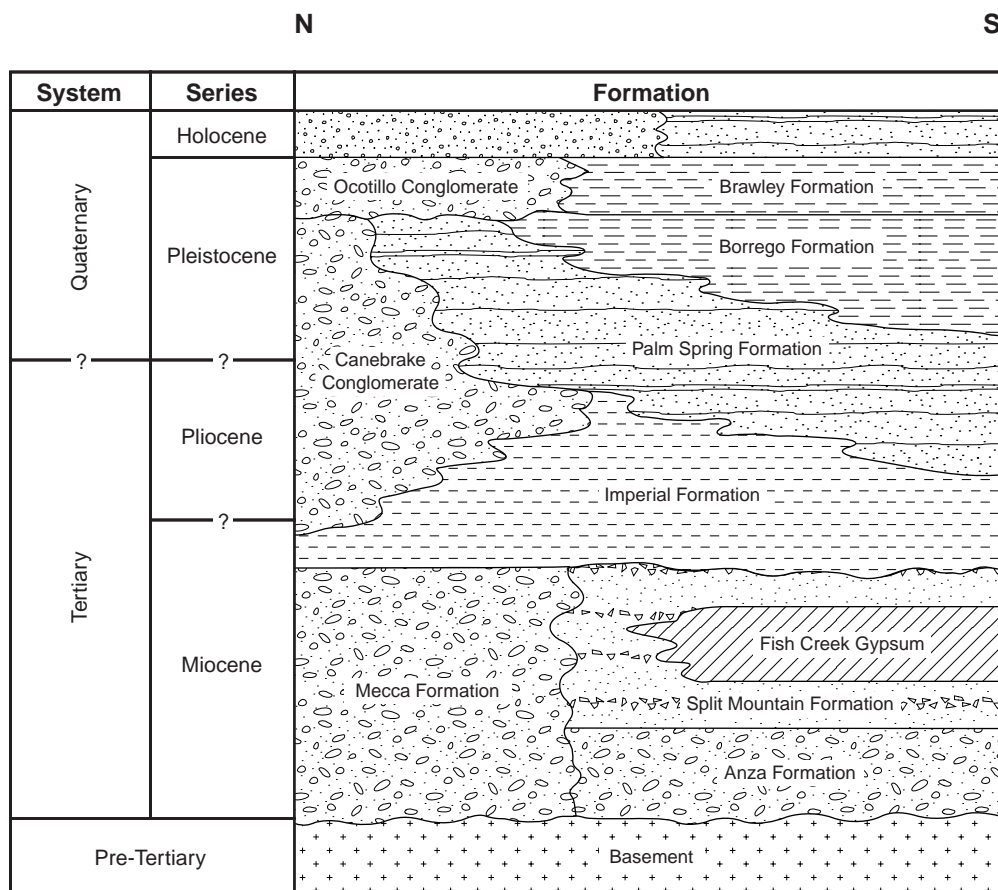 N S
System Series Formation
Holocene
Ocotillo Conglomerate Brawley Formation
Quaternary
Pleistocene
Borrego Formation
? ?
Palm Spring Formation
Canebrake
Conglomerate
Pliocene
Imperial Formation
?
Tertiary
Miocene
Fish Creek Gypsum
Mecca Formation
Split Mountain Formation
Anza Formation
Pre-Tertiary
Basement